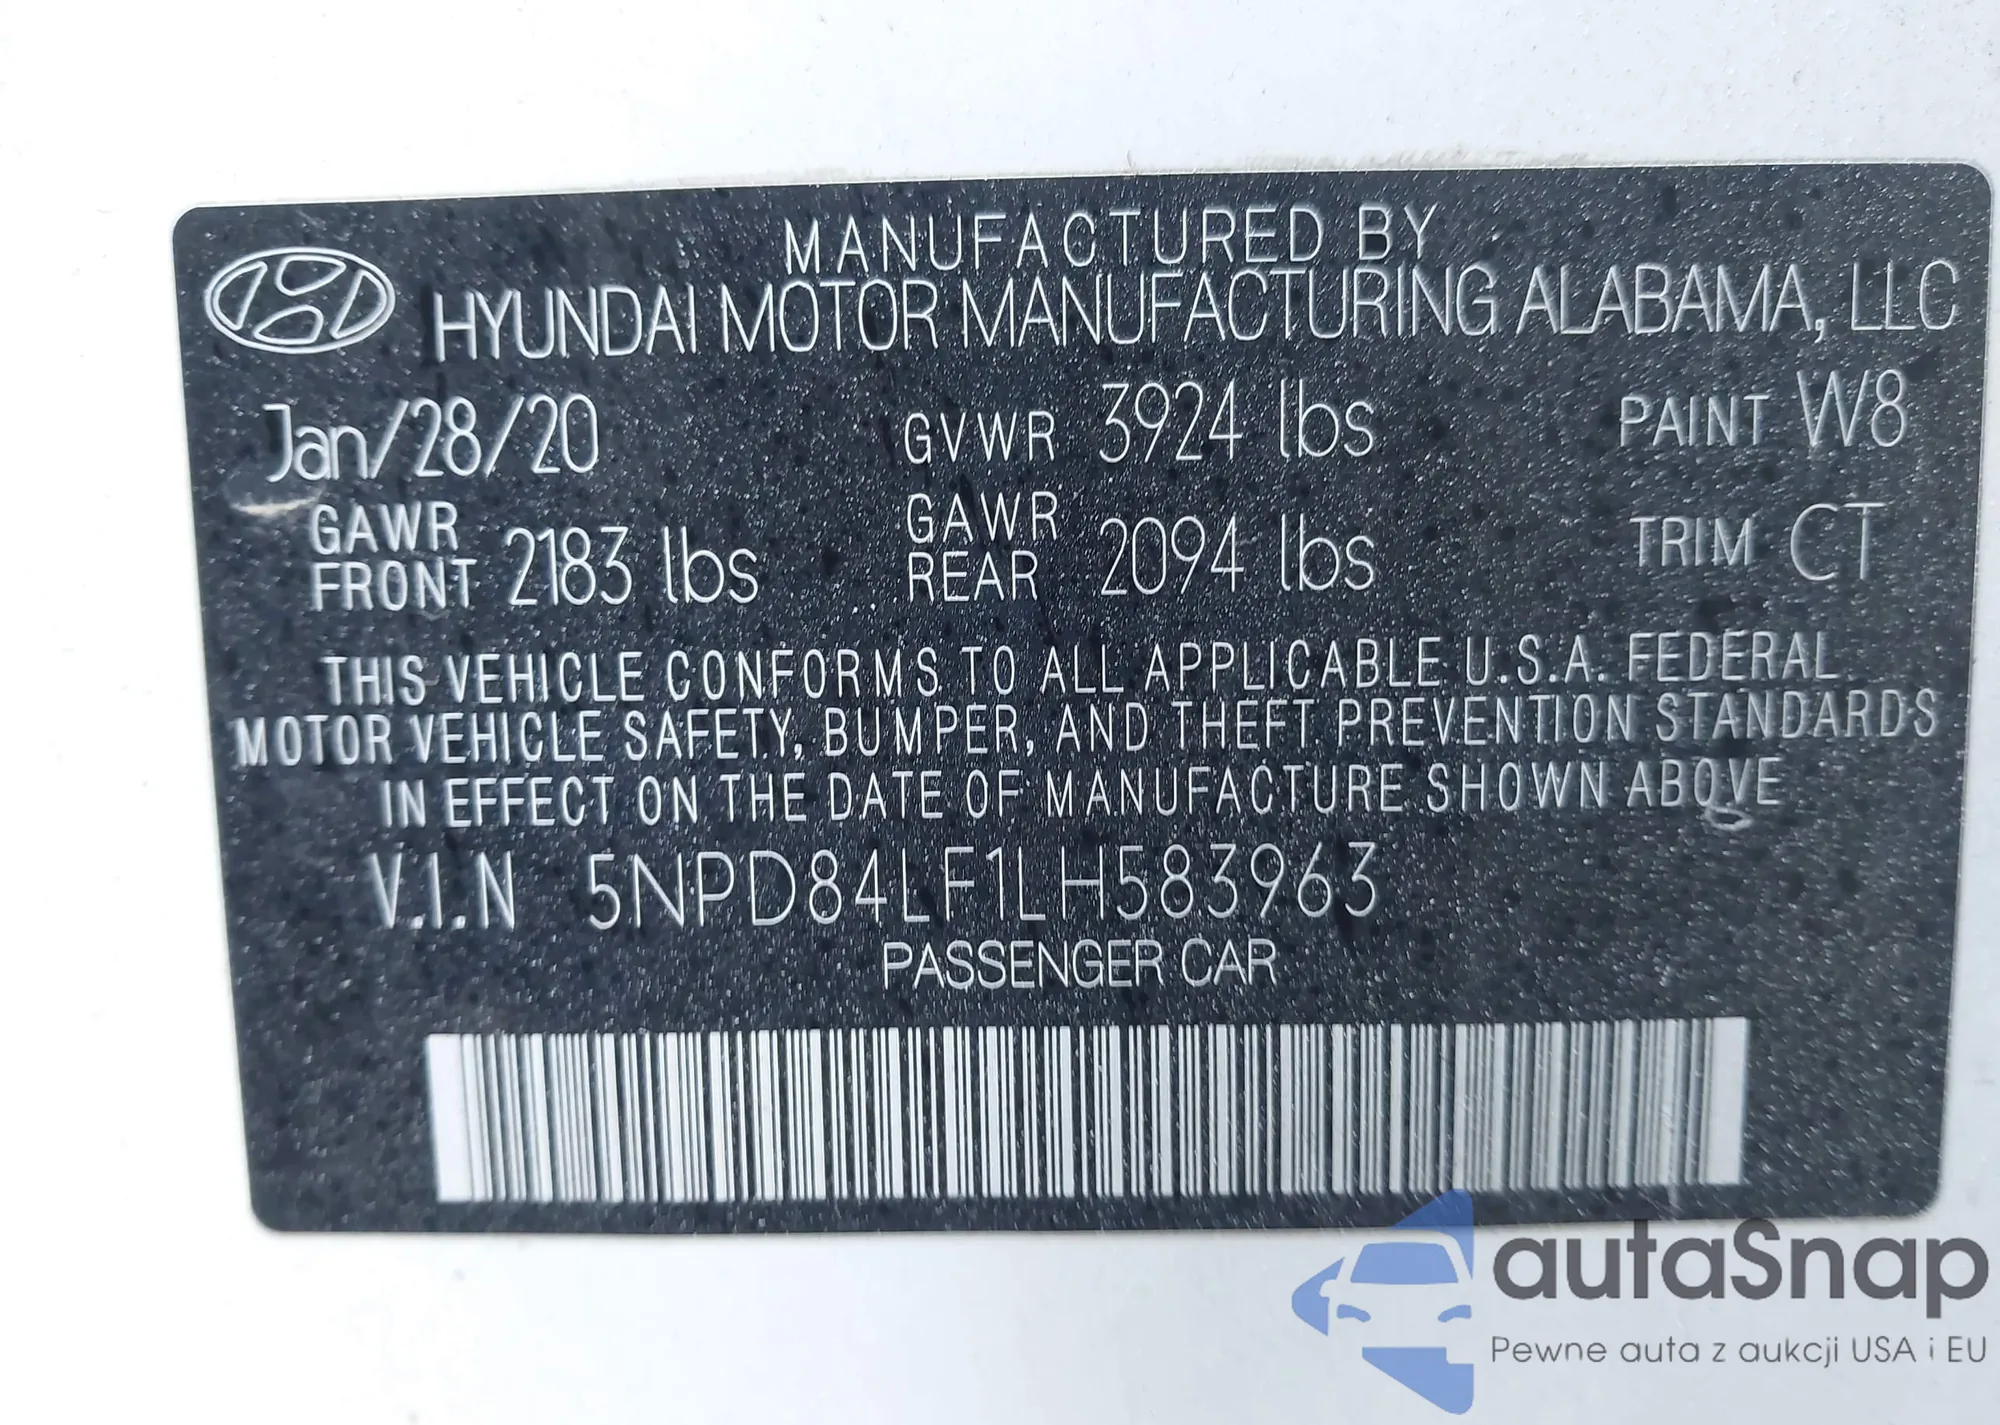 MANUFACTURED BY
HYUNDAI MOTOR MANUFACTURING ALABAMA, LLC
Jan/28/20 GVWR 3924 lbs PAINT W8
GAWR FRONT 2183 lbs GAWR REAR 2094 lbs TRIM CT
THIS VEHICLE CONFORMS TO ALL APPLICABLE U.S.A. FEDERAL
MOTOR VEHICLE SAFETY, BUMPER, AND THEFT PREVENTION STANDARDS
IN EFFECT ON THE DATE OF MANUFACTURE SHOWN ABOVE
V.I.N 5NPD84LF1LH583963
PASSENGER CAR
autaSnap
Pewne auta z aukcji USA i EU